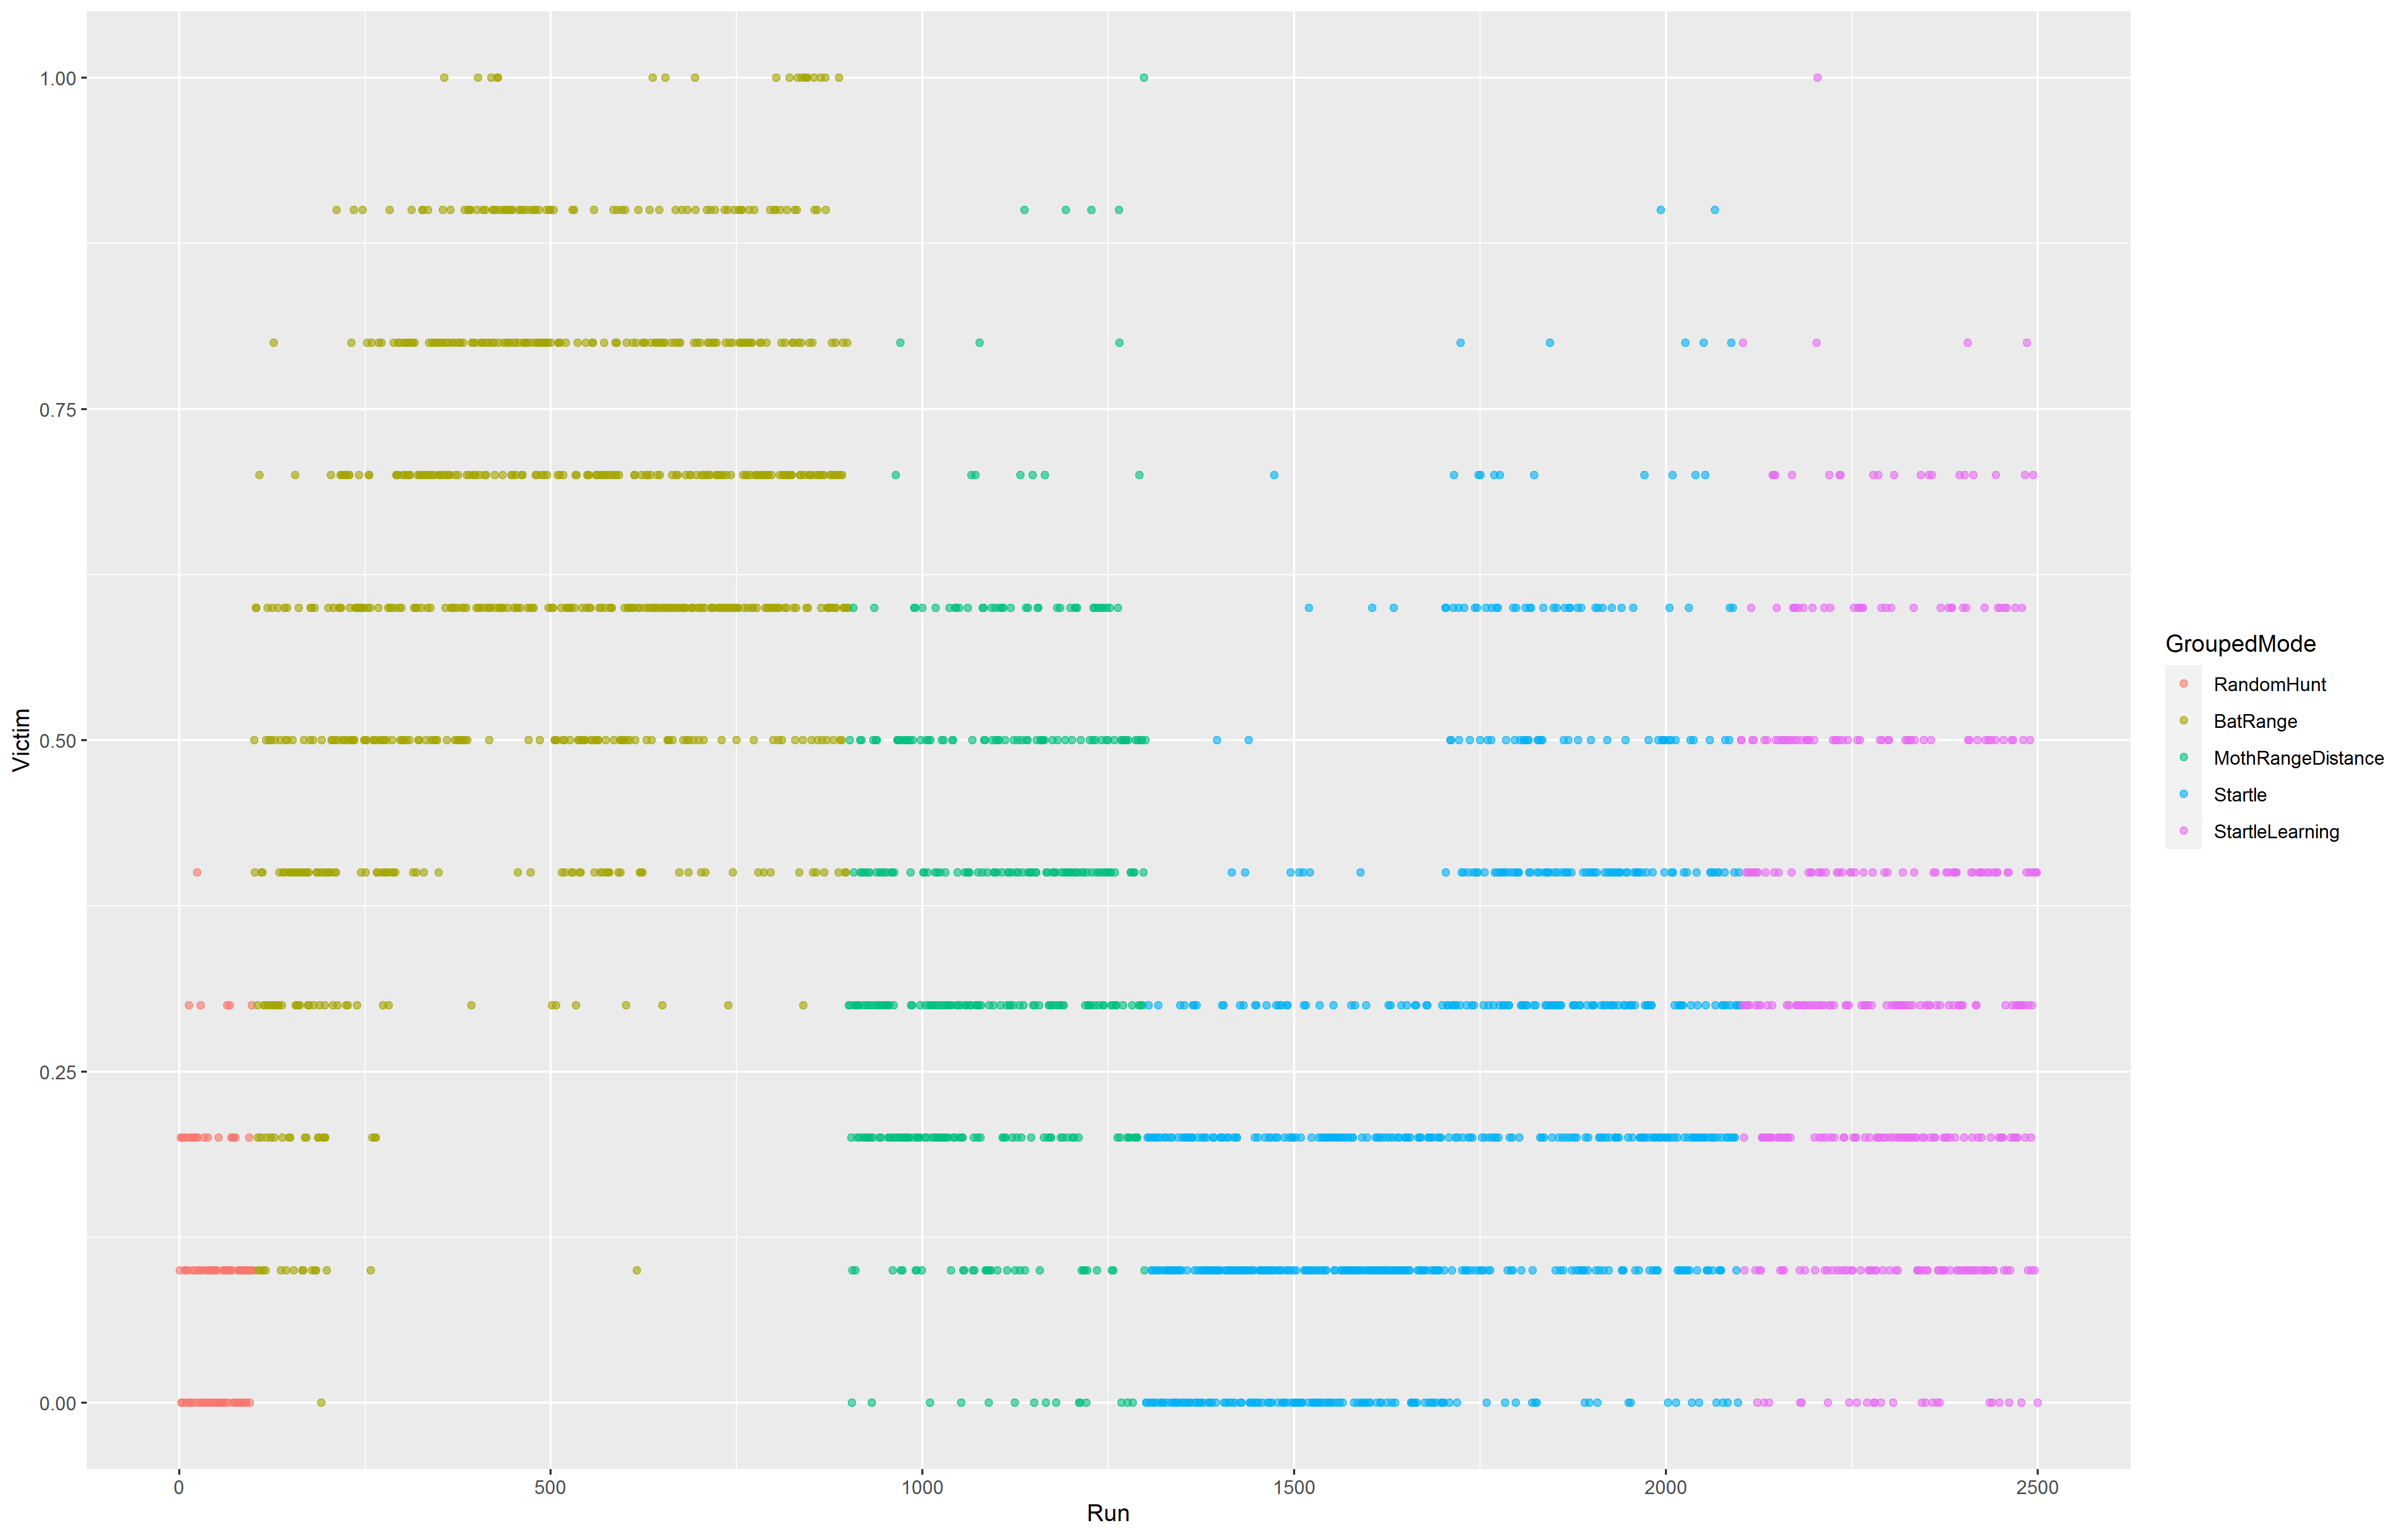 1.00
0.75
0.50
0.25
0.00
Victim
0 500 1000 1500 2000 2500
Run
GroupedMode
RandomHunt
BatRange
MothRangeDistance
Startle
StartleLearning